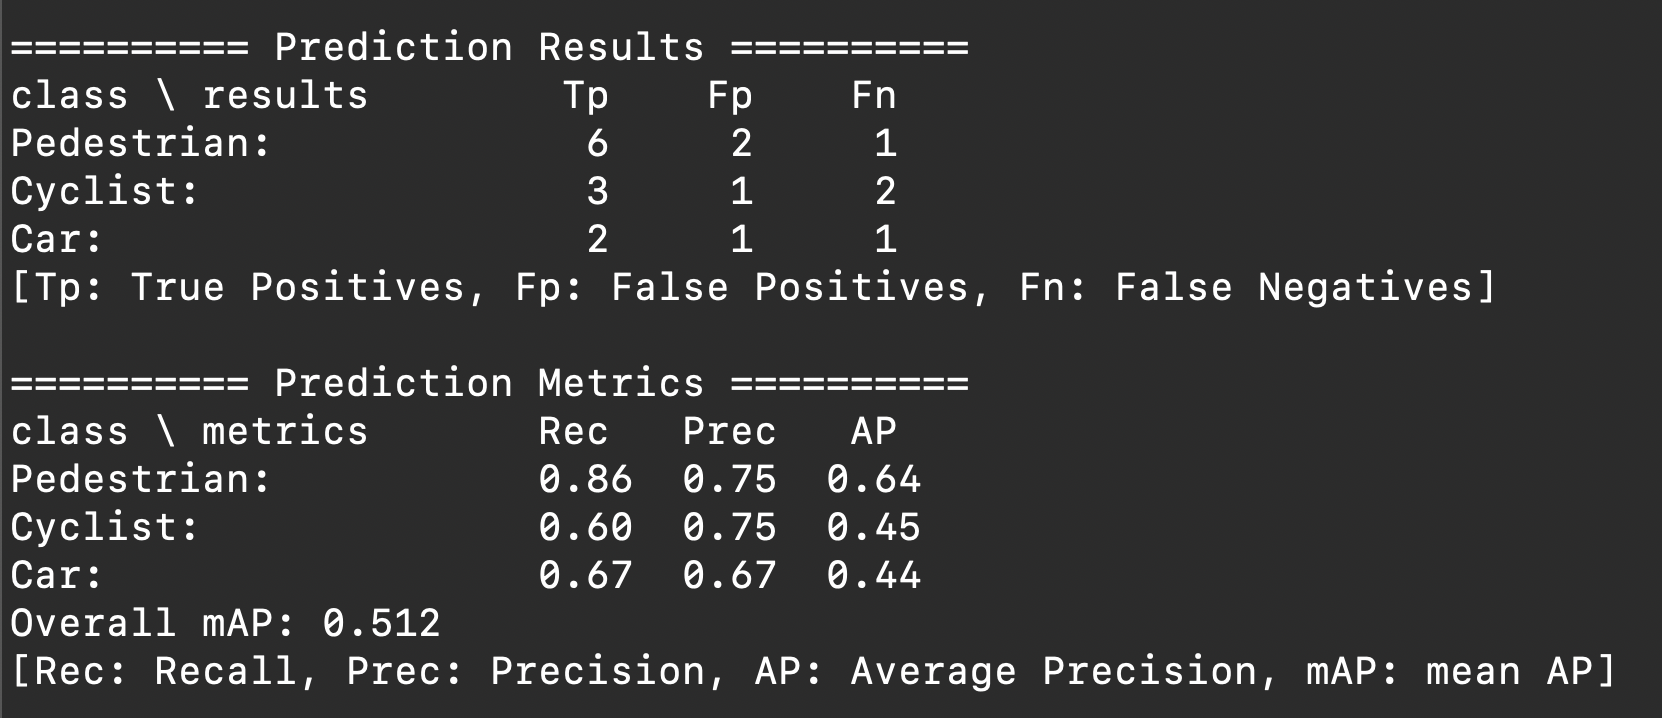 ========== Prediction Results ==========
class \ results        Tp    Fp    Fn
Pedestrian:             6     2     1
Cyclist:                3     1     2
Car:                    2     1     1
[Tp: True Positives, Fp: False Positives, Fn: False Negatives]
========== Prediction Metrics ==========
class \ metrics       Rec   Prec   AP
Pedestrian:           0.86  0.75  0.64
Cyclist:              0.60  0.75  0.45
Car:                  0.67  0.67  0.44
Overall mAP: 0.512
[Rec: Recall, Prec: Precision, AP: Average Precision, mAP: mean AP]